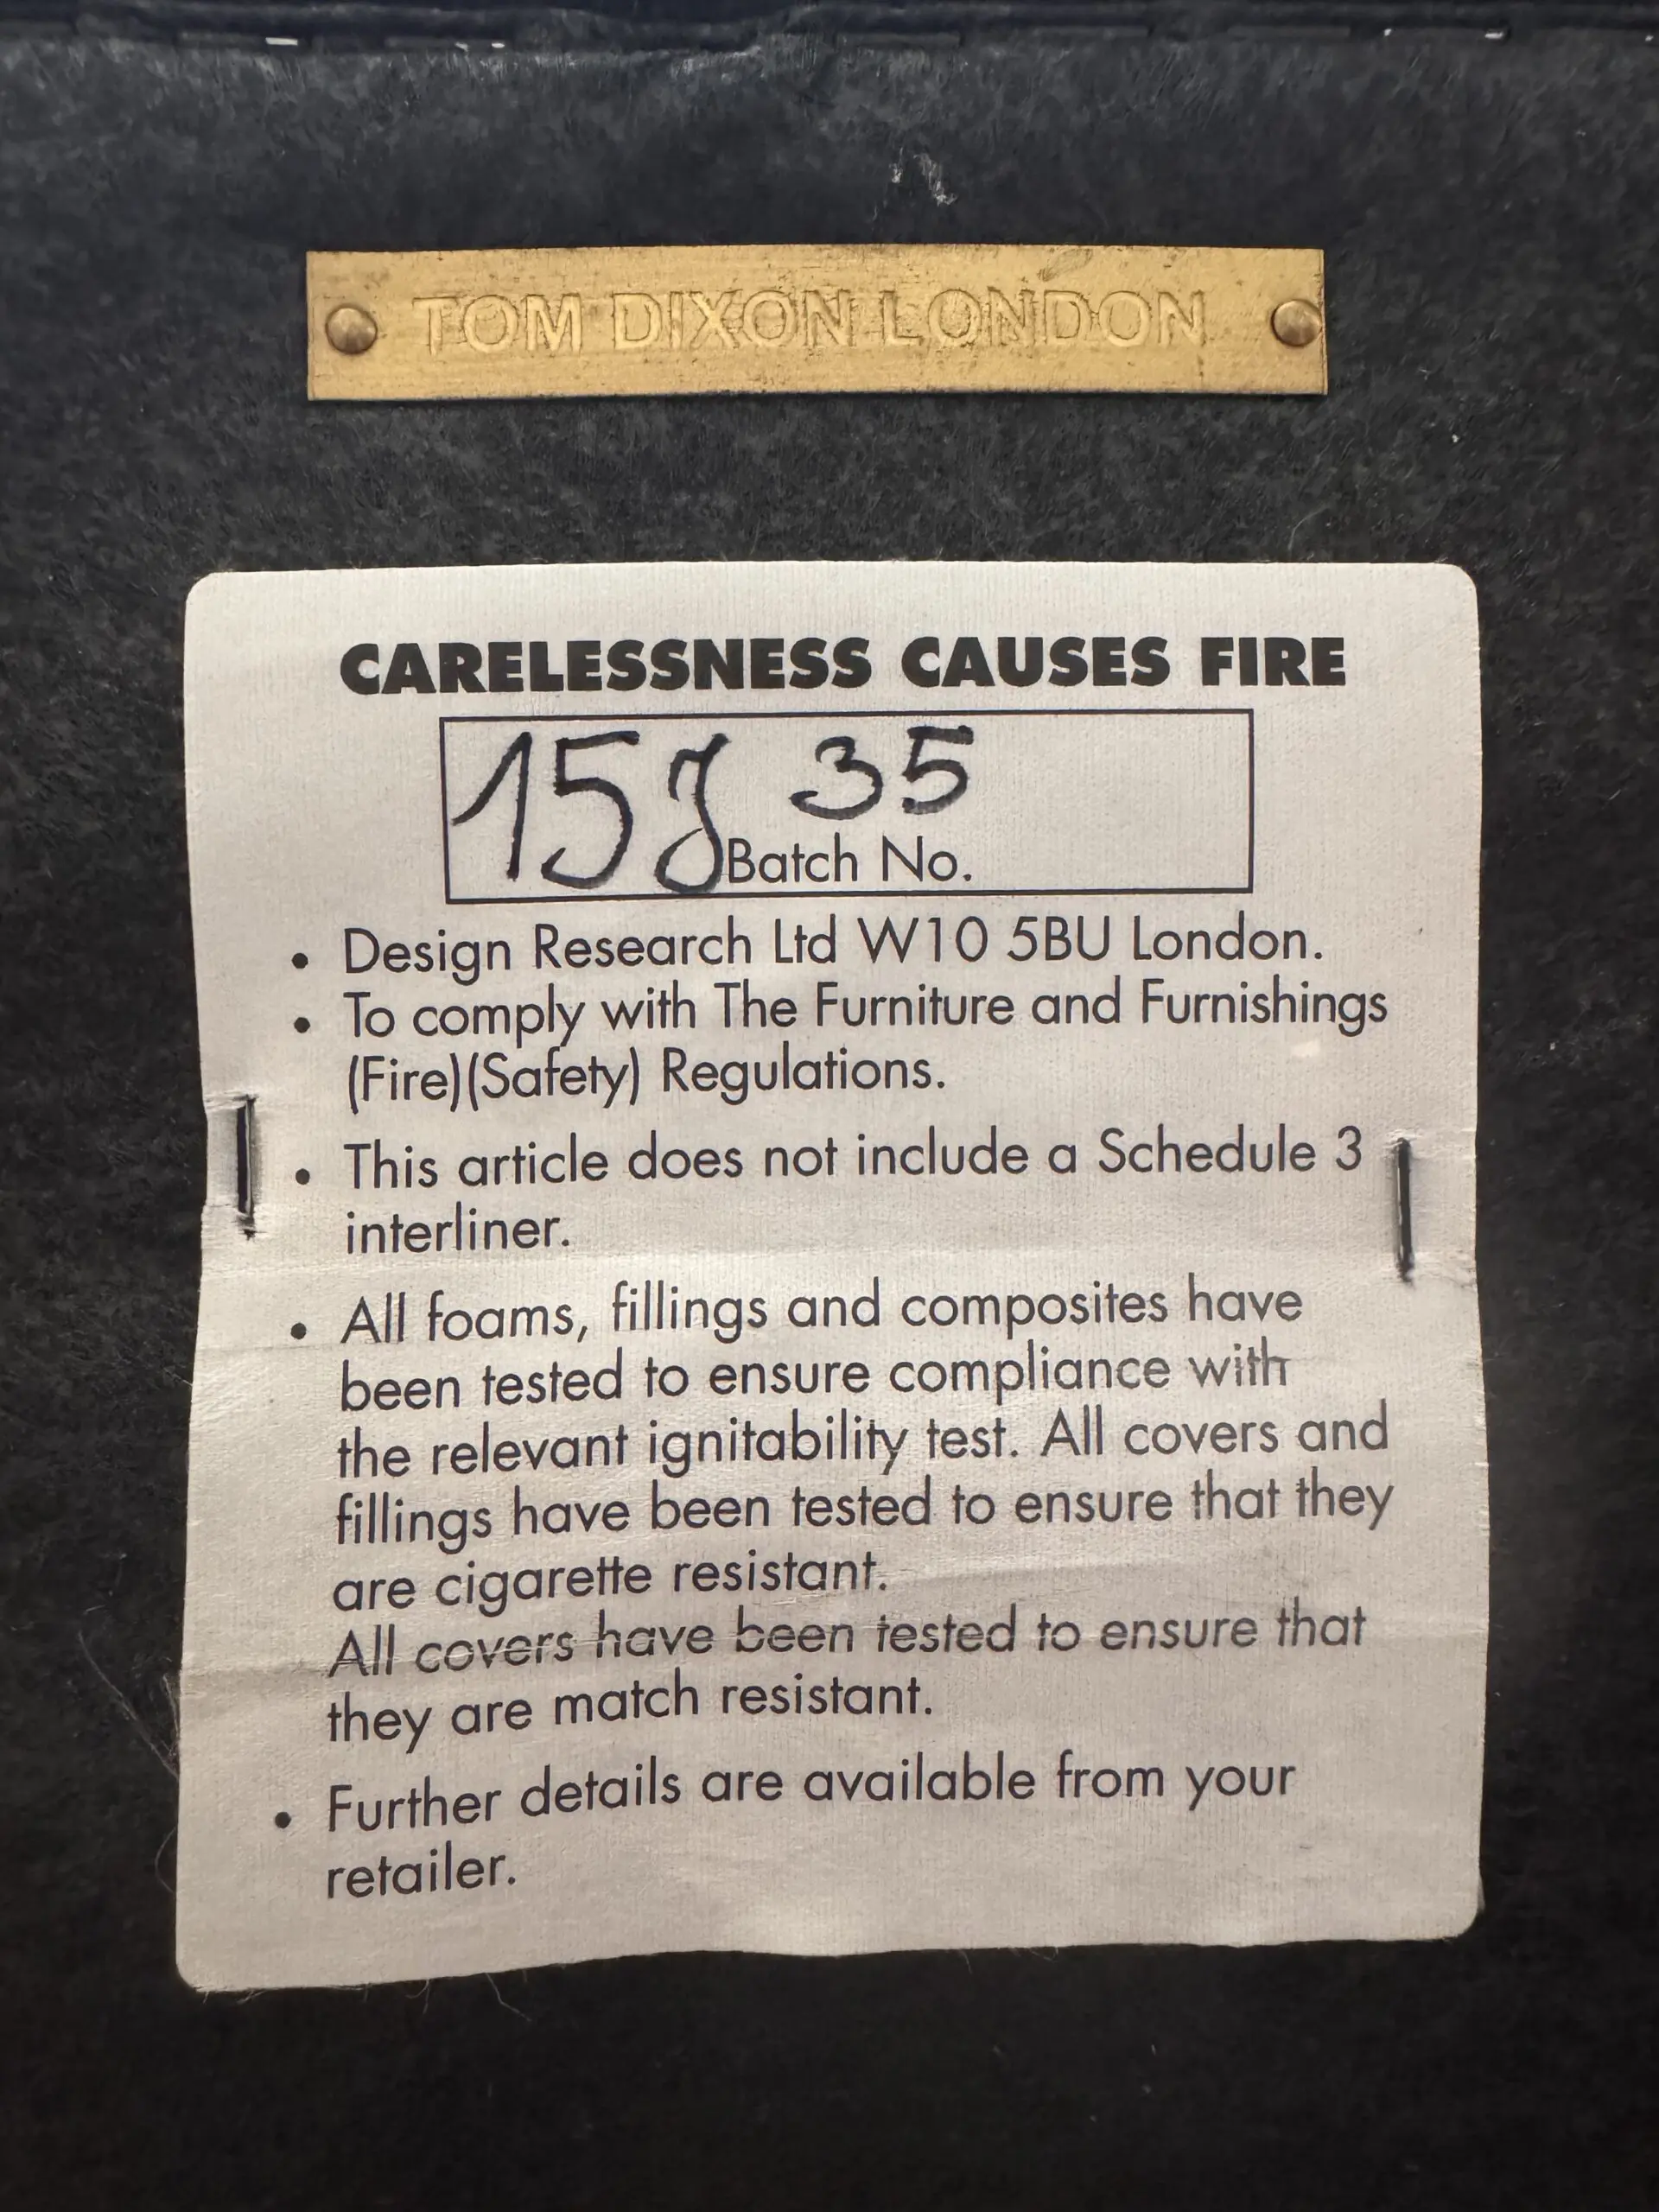 TOM DIXON LONDON
CARELESSNESS CAUSES FIRE
158 35
Batch No.
• Design Research Ltd W10 5BU London.
• To comply with The Furniture and Furnishings
(Fire)(Safety) Regulations.
• This article does not include a Schedule 3
interliner.
• All foams, fillings and composites have
been tested to ensure compliance with
the relevant ignitability test. All covers and
fillings have been tested to ensure that they
are cigarette resistant.
All covers have been tested to ensure that
they are match resistant.
• Further details are available from your
retailer.